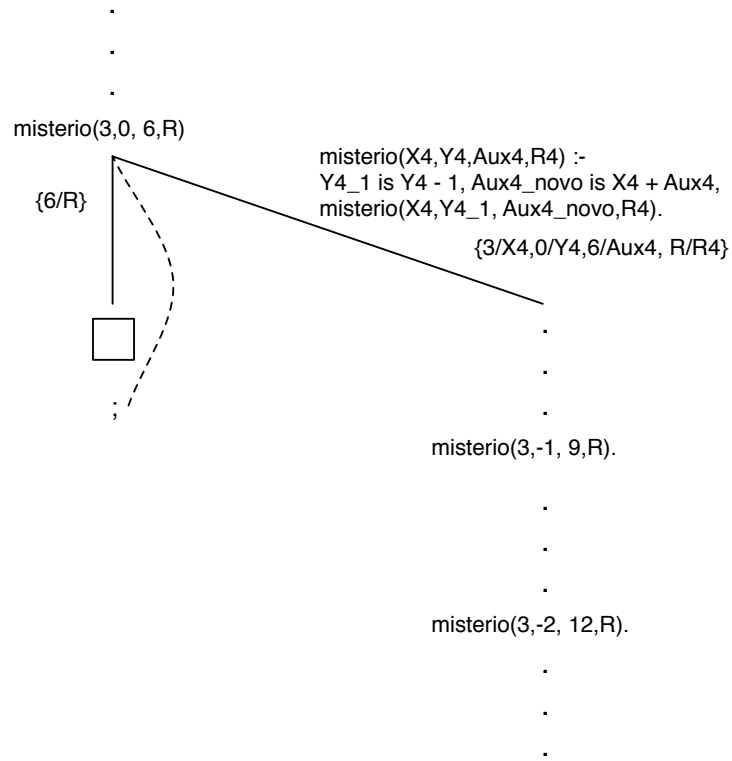 .
.
.
misterio(3,0, 6,R)
misterio(X4,Y4,Aux4,R4) :-
Y4_1 is Y4 - 1, Aux4_novo is X4 + Aux4,
misterio(X4,Y4_1, Aux4_novo,R4).
{6/R}
{3/X4,0/Y4,6/Aux4, R/R4}
.
.
.
;
misterio(3,-1, 9,R).
.
.
.
misterio(3,-2, 12,R).
.
.
.